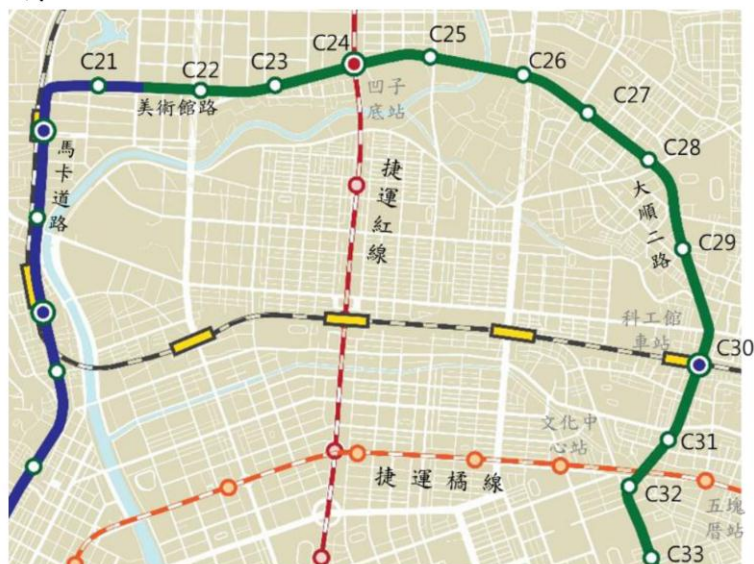 C21
C22
C23
C24
C25
C26
C27
C28
C29
C30
C31
C32
C33
美術館路
凹子
底站
馬卡道路
捷運紅線
大順二路
科工館
車站
文化中
心站
捷運橘線
五塊
厝站